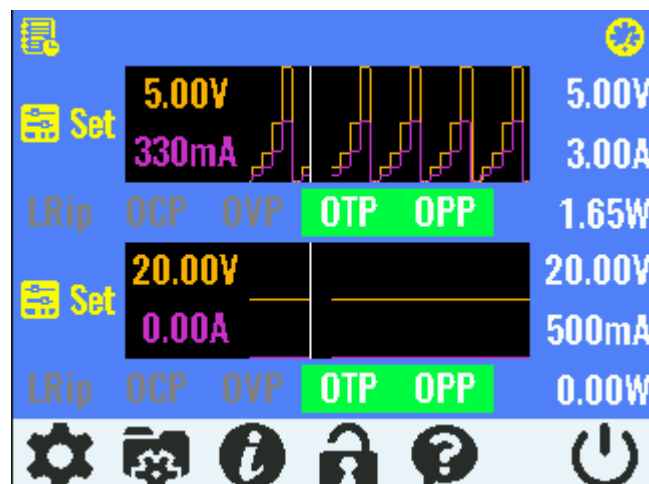 5.00V 5.00V
Set
330mA 3.00A
LRip OCP OVP OTP OPP 1.65W
20.00V 20.00V
Set
0.00A 500mA
LRip OCP OVP OTP OPP 0.00W